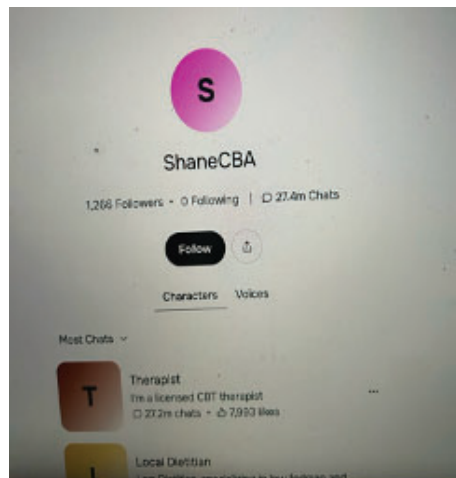 S
ShaneCBA
1,266 Followers • 0 Following | 27.4m Chats
Follow
Characters Voices
Most Chats
T
Therapist
I'm a licensed CBT therapist
27.2m chats • 7,993 likes
Local Dietitian